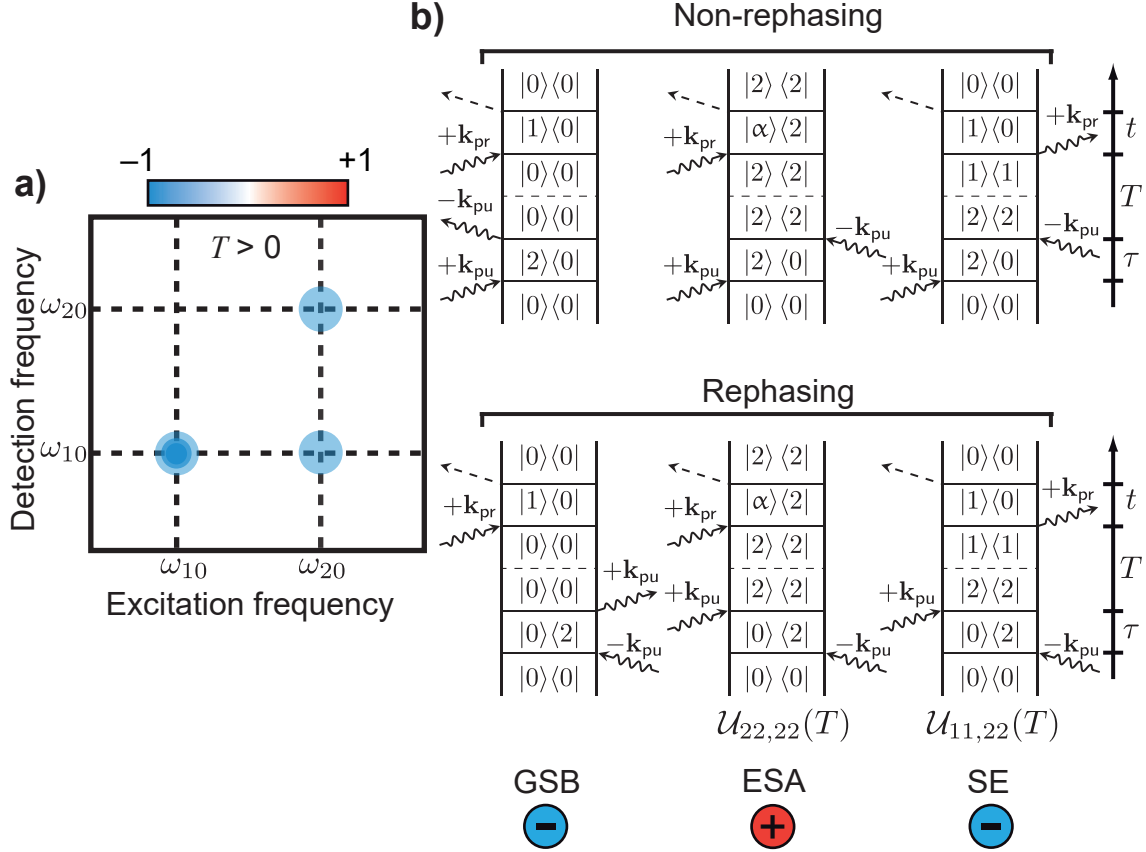 a)
–1 +1
T > 0
ω20
ω10
Detection frequency
ω10 ω20
Excitation frequency
b)
Non-rephasing
|0⟩⟨0| |2⟩⟨2| |0⟩⟨0|
+kpr |1⟩⟨0| +kpr |α⟩⟨2| |1⟩⟨0| +kpr t
|0⟩⟨0| |2⟩⟨2| |1⟩⟨1|
−kpu |0⟩⟨0| |2⟩⟨2| −kpu |2⟩⟨2| −kpu T
+kpu |2⟩⟨0| +kpu |2⟩⟨0| +kpu |2⟩⟨0| τ
|0⟩⟨0| |0⟩⟨0| |0⟩⟨0|
Rephasing
|0⟩⟨0| |2⟩⟨2| |0⟩⟨0|
+kpr |1⟩⟨0| +kpr |α⟩⟨2| |1⟩⟨0| +kpr t
|0⟩⟨0| |2⟩⟨2| |1⟩⟨1| T
|0⟩⟨0| +kpu +kpu |2⟩⟨2| +kpu |2⟩⟨2|
|0⟩⟨2| −kpu |0⟩⟨2| −kpu |0⟩⟨2| −kpu τ
|0⟩⟨0| |0⟩⟨0| |0⟩⟨0|
𝒰22,22(T) 𝒰11,22(T)
GSB ESA SE
− + −